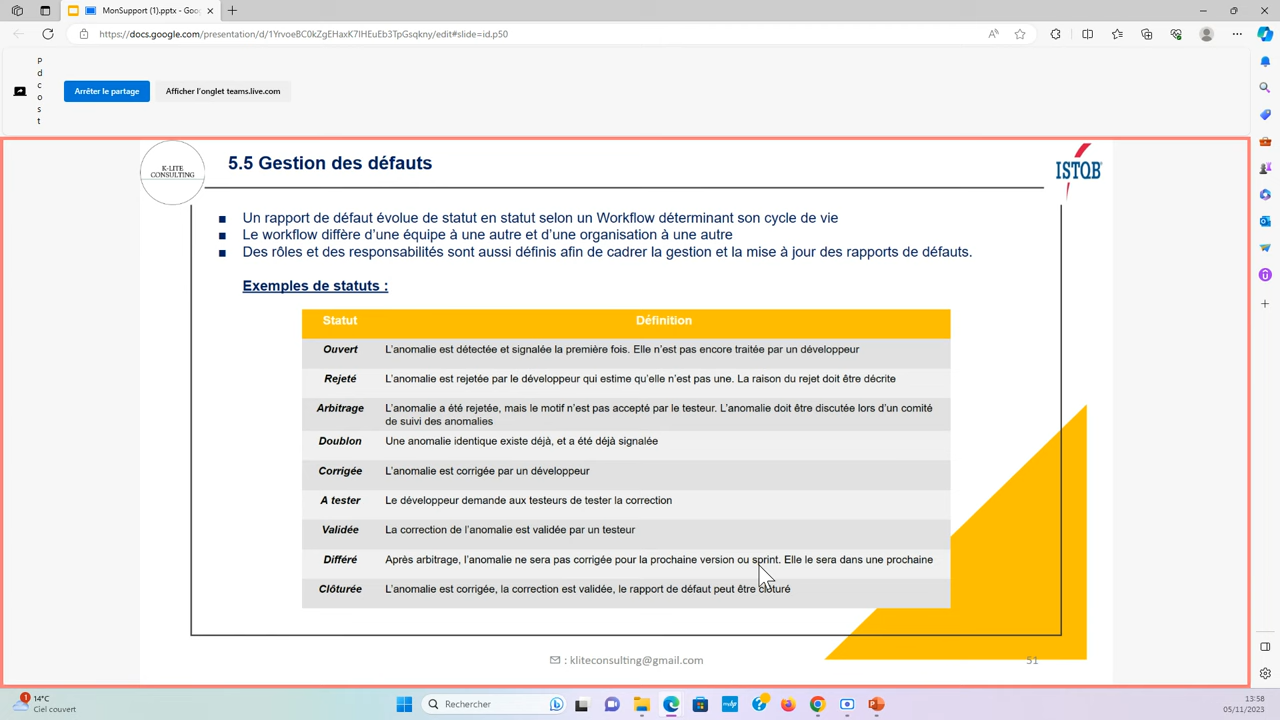 MonSupport (1).pptx - Goo
https://docs.google.com/presentation/d/1YrvoeBC0kZgEHaxK7IHEuEb3TpGsqkny/edit#slide=id.p50
P
d
c
o
s
t
Arrêter le partage
Afficher l'onglet teams.live.com
K-LITE
CONSULTING
5.5 Gestion des défauts
ISTQB®
Un rapport de défaut évolue de statut en statut selon un Workflow déterminant son cycle de vie
Le workflow diffère d'une équipe à une autre et d'une organisation à une autre
Des rôles et des responsabilités sont aussi définis afin de cadrer la gestion et la mise à jour des rapports de défauts.
Exemples de statuts :
Statut Définition
Ouvert L'anomalie est détectée et signalée la première fois. Elle n'est pas encore traitée par un développeur
Rejeté L'anomalie est rejetée par le développeur qui estime qu'elle n'est pas une. La raison du rejet doit être décrite
Arbitrage L'anomalie a été rejetée, mais le motif n'est pas accepté par le testeur. L'anomalie doit être discutée lors d'un comité
de suivi des anomalies
Doublon Une anomalie identique existe déjà, et a été déjà signalée
Corrigée L'anomalie est corrigée par un développeur
A tester Le développeur demande aux testeurs de tester la correction
Validée La correction de l'anomalie est validée par un testeur
Différé Après arbitrage, l'anomalie ne sera pas corrigée pour la prochaine version ou sprint. Elle le sera dans une prochaine
Clôturée L'anomalie est corrigée, la correction est validée, le rapport de défaut peut être clôturé
: kliteconsulting@gmail.com
51
1
14°C
Ciel couvert
Rechercher
13:58
05/11/2023